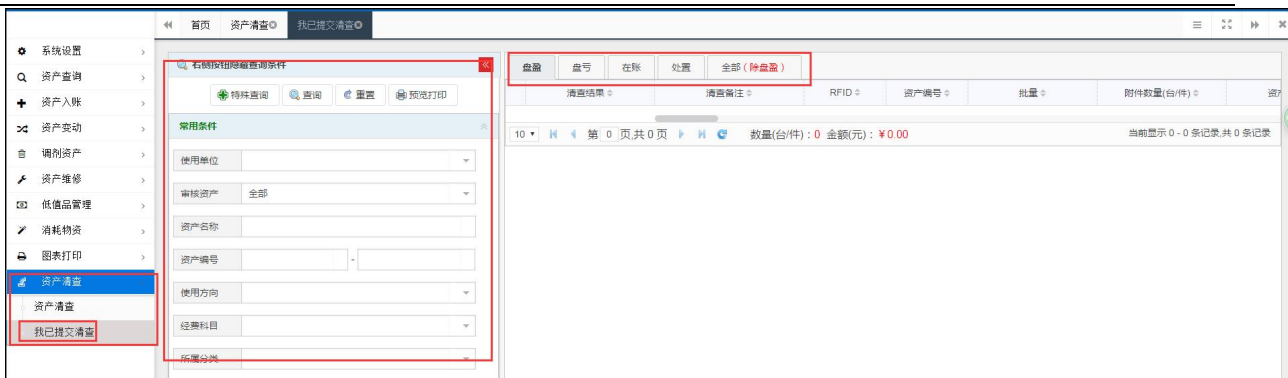 首页 资产清查 我已提交清查
系统设置
资产查询
资产入账
资产变动
调剂资产
资产维修
低值品管理
消耗物资
图表打印
资产清查
资产清查
我已提交清查
右侧按钮隐藏查询条件
特殊查询 查询 重置 预览打印
常用条件
使用单位
审核资产 全部
资产名称
资产编号 -
使用方向
经费科目
所属分类
盘盈 盘亏 在账 处置 全部（除盘盈）
清查结果 清查备注 RFID 资产编号 批量 附件数量(台/件)
10 第 0 页,共 0 页 数量(台/件)：0 金额(元)：¥0.00 当前显示 0 - 0 条记录,共 0 条记录